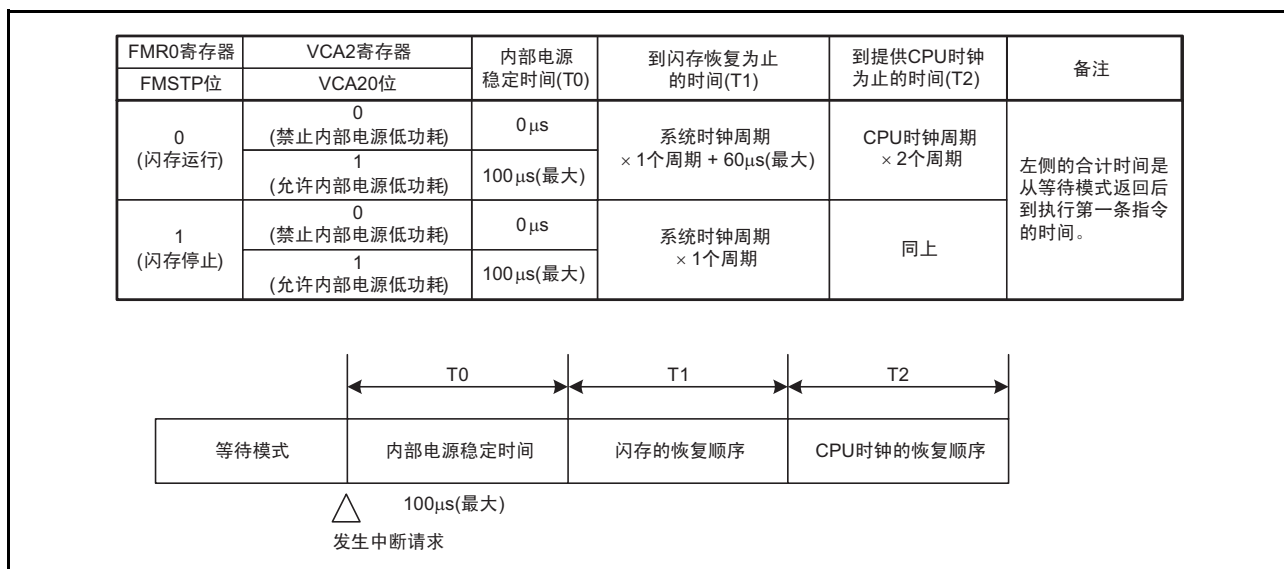 FMR0寄存器
FMSTP位
VCA2寄存器
VCA20位
内部电源
稳定时间(T0)
到闪存恢复为止
的时间(T1)
到提供CPU时钟
为止的时间(T2)
备注
0
(闪存运行)
0
(禁止内部电源低功耗)
0μs
1
(允许内部电源低功耗)
100μs(最大)
系统时钟周期
× 1个周期 + 60μs(最大)
CPU时钟周期
× 2个周期
1
(闪存停止)
0
(禁止内部电源低功耗)
0μs
1
(允许内部电源低功耗)
100μs(最大)
系统时钟周期
× 1个周期
同上
左侧的合计时间是
从等待模式返回后
到执行第一条指令
的时间。
T0
T1
T2
等待模式
内部电源稳定时间
闪存的恢复顺序
CPU时钟的恢复顺序
100μs(最大)
发生中断请求